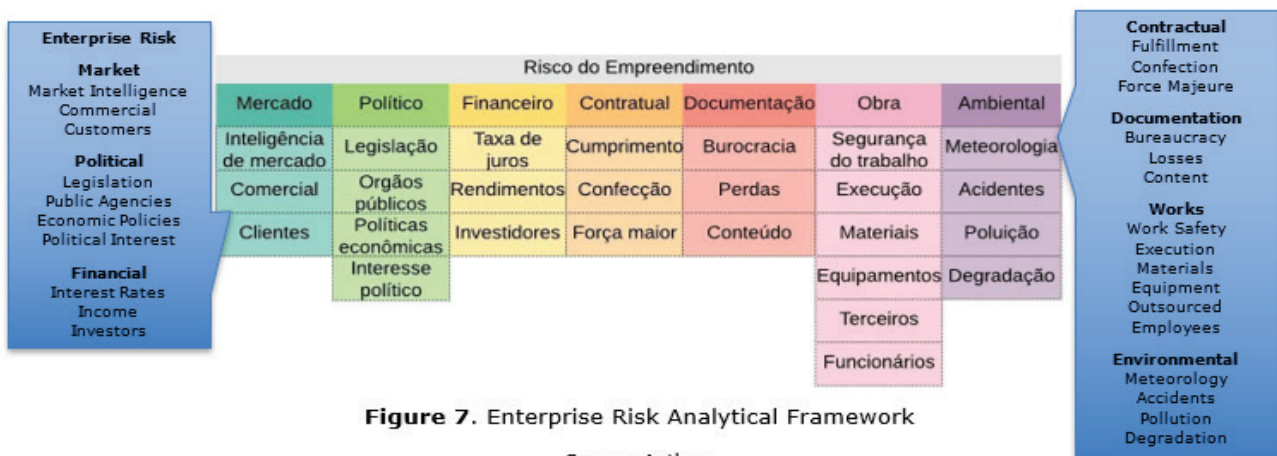 Enterprise Risk
Market
Market Intelligence
Commercial
Customers
Political
Legislation
Public Agencies
Economic Policies
Political Interest
Financial
Interest Rates
Income
Investors
Risco do Empreendimento
Mercado
Inteligência
de mercado
Comercial
Clientes
Político
Legislação
Orgãos
públicos
Políticas
econômicas
Interesse
político
Financeiro
Taxa de
juros
Rendimentos
Investidores
Contratual
Cumprimento
Confecção
Força maior
Documentação
Burocracia
Perdas
Conteúdo
Obra
Segurança
do trabalho
Execução
Materiais
Equipamentos
Terceiros
Funcionários
Ambiental
Meteorologia
Acidentes
Poluição
Degradação
Contractual
Fulfillment
Confection
Force Majeure
Documentation
Bureaucracy
Losses
Content
Works
Work Safety
Execution
Materials
Equipment
Outsourced
Employees
Environmental
Meteorology
Accidents
Pollution
Degradation
Figure 7. Enterprise Risk Analytical Framework